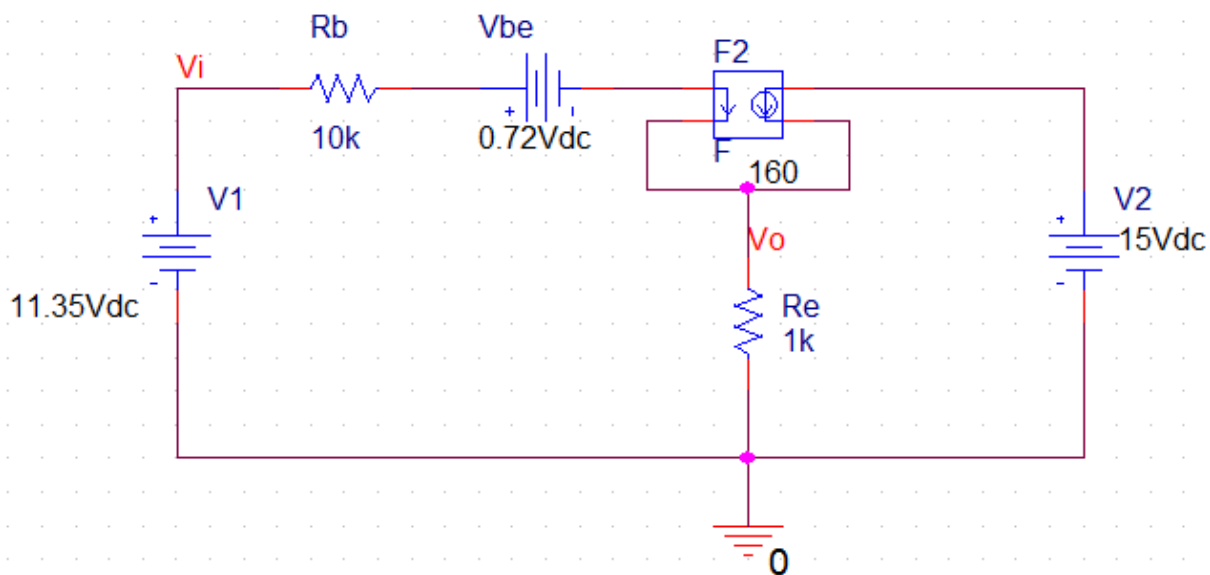 Rb
Vbe
Vi
F2
10k
+
-
0.72Vdc
F
160
V1
+
-
11.35Vdc
V2
+
15Vdc
-
Vo
Re
1k
0